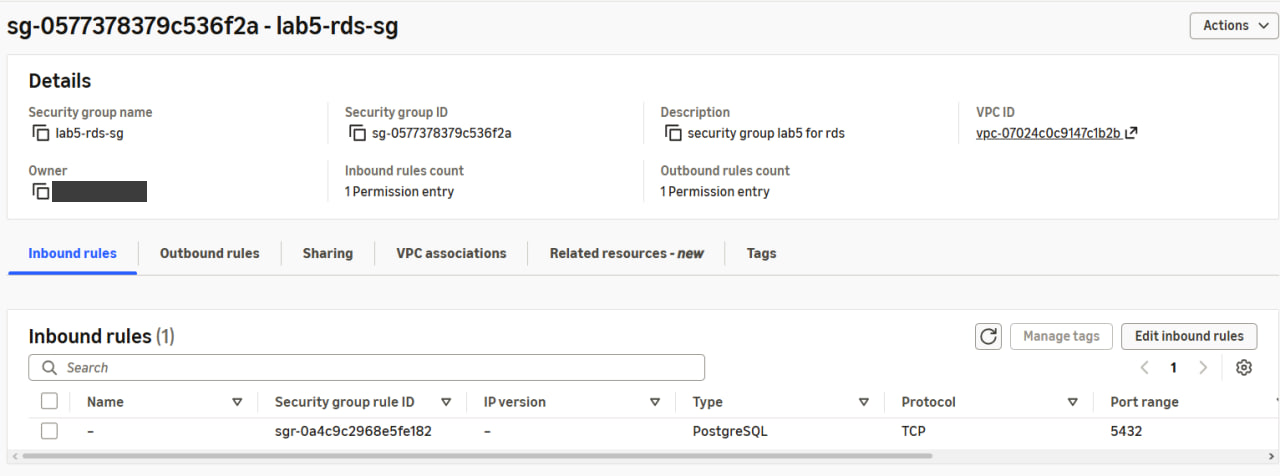 sg-0577378379c536f2a - lab5-rds-sg
Actions
Details
Security group name
lab5-rds-sg
Security group ID
sg-0577378379c536f2a
Description
security group lab5 for rds
VPC ID
vpc-07024c0c9147c1b2b
Owner
Inbound rules count
1 Permission entry
Outbound rules count
1 Permission entry
Inbound rules
Outbound rules
Sharing
VPC associations
Related resources - new
Tags
Inbound rules (1)
Manage tags
Edit inbound rules
Search
1
Name
Security group rule ID
IP version
Type
Protocol
Port range
–
sgr-0a4c9c2968e5fe182
–
PostgreSQL
TCP
5432